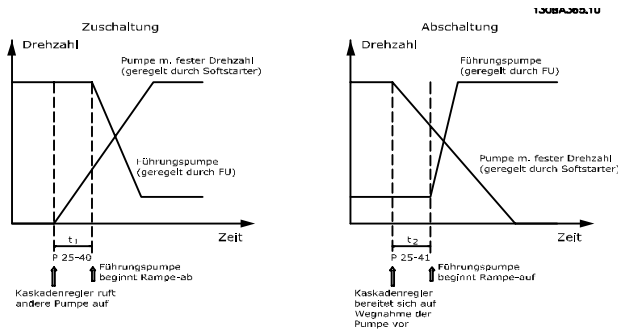 130BA365.10
Zuschaltung
Drehzahl
Pumpe m. fester Drehzahl
(geregelt durch Softstarter)
Führungspumpe
(geregelt durch FU)
Zeit
t1
P 25-40
Führungspumpe
beginnt Rampe-ab
Kaskadenregler ruft
andere Pumpe auf
Abschaltung
Drehzahl
Führungspumpe
(geregelt durch FU)
Pumpe m. fester Drehzahl
(geregelt durch Softstarter)
Zeit
t2
P 25-41
Führungspumpe
beginnt Rampe-auf
Kaskadenregler
bereitet sich auf
Wegnahme der
Pumpe vor